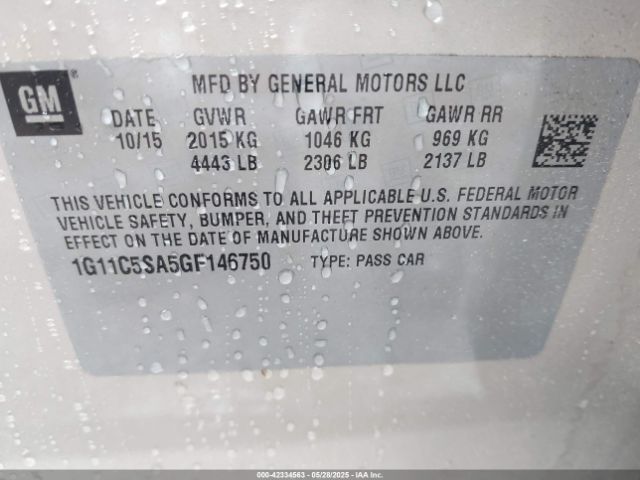 GM ®
MFD BY GENERAL MOTORS LLC
DATE GVWR GAWR FRT GAWR RR
10/15 2015 KG 1046 KG 969 KG
4443 LB 2306 LB 2137 LB
THIS VEHICLE CONFORMS TO ALL APPLICABLE U.S. FEDERAL MOTOR
VEHICLE SAFETY, BUMPER, AND THEFT PREVENTION STANDARDS IN
EFFECT ON THE DATE OF MANUFACTURE SHOWN ABOVE.
1G11C5SA5GF146750 TYPE: PASS CAR
000-42334563 - 05/28/2025 - IAA Inc.